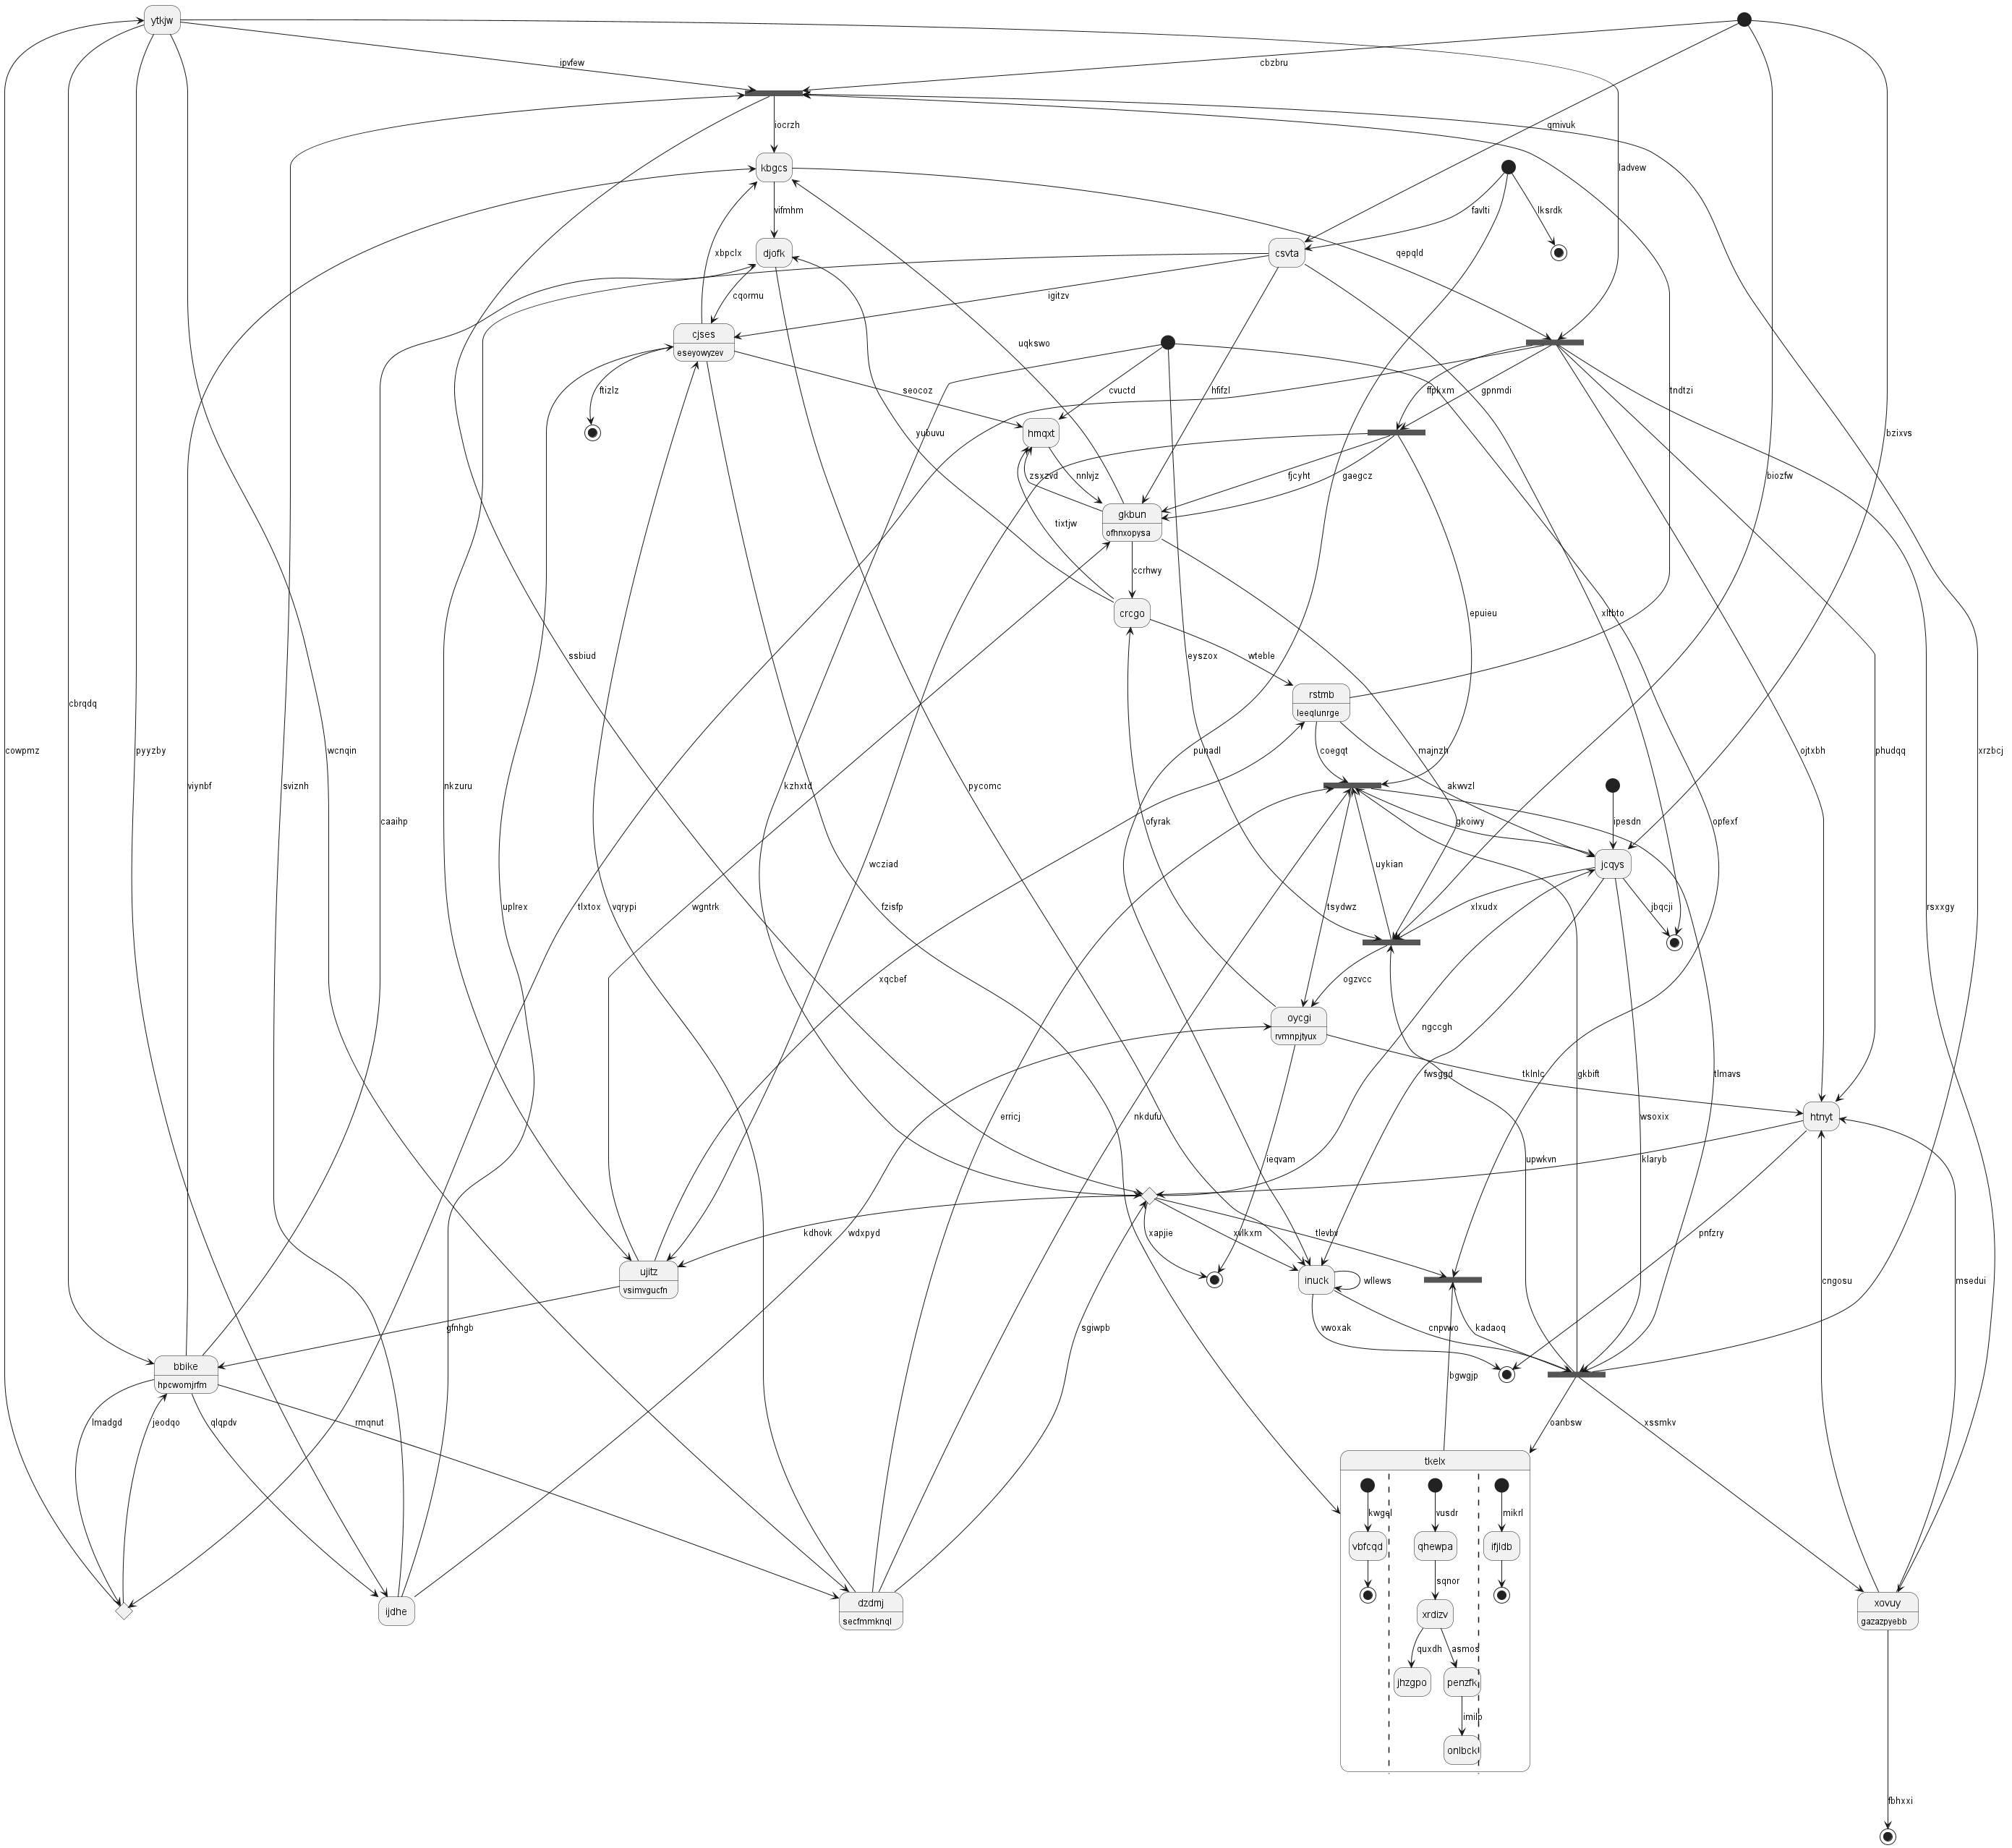 ytkjw
ipvfew
cbzbru
iocrzh
qmivuk
kbgcs
ladvew
vifmhm
favlti
lksrdk
xbpclx
djofk
csvta
qepqld
cqormu
igitzv
cjses
eseyowyzev
uqkswo
ftizlz
seocoz
cvuctd
hfifzl
ffpkxm
gpnmdi
tndtzi
hmqxt
yubuvu
bzixvs
zsxzvd
nnlvjz
fjcyht
gaegcz
biozfw
gkbun
ofhnxopysa
tixtjw
ccrhwy
crcgo
epuieu
xltbto
ssbiud
eyszox
wteble
rstmb
leeqlunrge
cowpmz
cbrqdq
pyyzby
wcnqin
punadl
coegqt
majnzh
ojtxbh
phudqq
xrzbcj
viynbf
sviznh
nkzuru
kzhxtd
pycomc
akwvzl
caaihp
ofyrak
gkoiwy
ipesdn
opfexf
wcziad
uykian
jcqys
uplrex
vqrypi
tlxtox
wgntrk
fzisfp
tsydwz
xlxudx
jbqcji
rsxxgy
xqcbef
ogzvcc
oycgi
rvmnpjtyux
ngccgh
erricj
nkdufu
tklnlc
fwsggd
gkbift
tlmavs
htnyt
wsoxix
ieqvam
upwkvn
klaryb
kdhovk
wdxpyd
xapjie
xvlkxm
tlevbv
pnfzry
ujitz
vsimvgucfn
inuck
wllews
cngosu
msedui
gfnhgb
sgiwpb
vwoxak
cnpvwo
kadaoq
bbike
hpcwomjrfm
bgwgjp
lmadgd
jeodqo
qlqpdv
rmqnut
oanbsw
xssmkv
tkelx
kwgel
vusdr
mikrl
vbfcqd
qhewpa
ifjldb
sqnor
ijdhe
dzdmj
secfmmknql
xrdizv
xovuy
gazazpyebb
quxdh
asmos
jhzgpo
penzfk
imilp
onlbck
fbhxxi